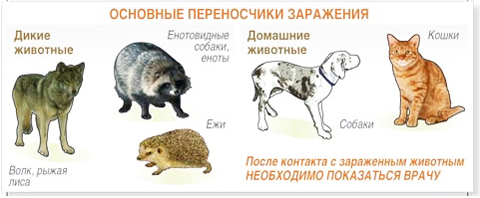 ОСНОВНЫЕ ПЕРЕНОСЧИКИ ЗАРАЖЕНИЯ
Дикие
животные
Енотовидные
собаки,
еноты
Ежи
Волк, рыжая
лиса
Домашние
животные
Кошки
Собаки
После контакта с зараженным животным
НЕОБХОДИМО ПОКАЗАТЬСЯ ВРАЧУ